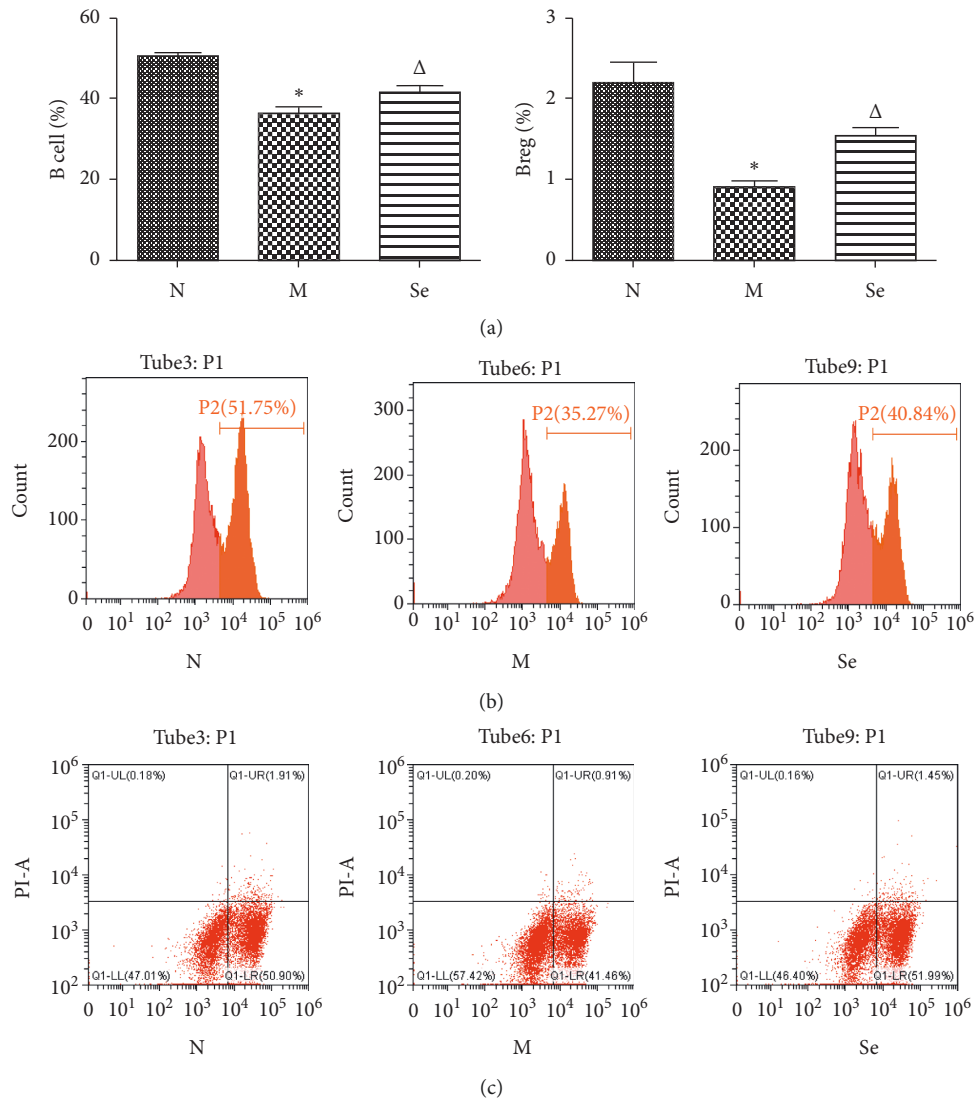 60
40
20
0
B cell (%)
*
Δ
N
M
Se
3
2
1
0
Breg (%)
*
Δ
N
M
Se
(a)
Tube3: P1
P2(51.75%)
200
100
0
Count
0 10¹ 10² 10³ 10⁴ 10⁵ 10⁶
N
Tube6: P1
P2(35.27%)
300
200
100
0
Count
0 10¹ 10² 10³ 10⁴ 10⁵ 10⁶
M
Tube9: P1
P2(40.84%)
200
100
0
Count
0 10¹ 10² 10³ 10⁴ 10⁵ 10⁶
Se
(b)
Tube3: P1
Q1-UL(0.18%)
Q1-UR(1.91%)
Q1-LL(47.01%)
Q1-LR(50.90%)
10⁶
10⁵
10⁴
10³
10²
PI-A
0 10² 10³ 10⁴ 10⁵ 10⁶
N
Tube6: P1
Q1-UL(0.20%)
Q1-UR(0.91%)
Q1-LL(57.42%)
Q1-LR(41.46%)
10⁶
10⁵
10⁴
10³
10²
PI-A
0 10¹ 10² 10³ 10⁴ 10⁵ 10⁶
M
Tube9: P1
Q1-UL(0.16%)
Q1-UR(1.45%)
Q1-LL(46.40%)
Q1-LR(51.99%)
10⁶
10⁵
10⁴
10³
10²
PI-A
0 10¹ 10² 10³ 10⁴ 10⁵ 10⁶
Se
(c)